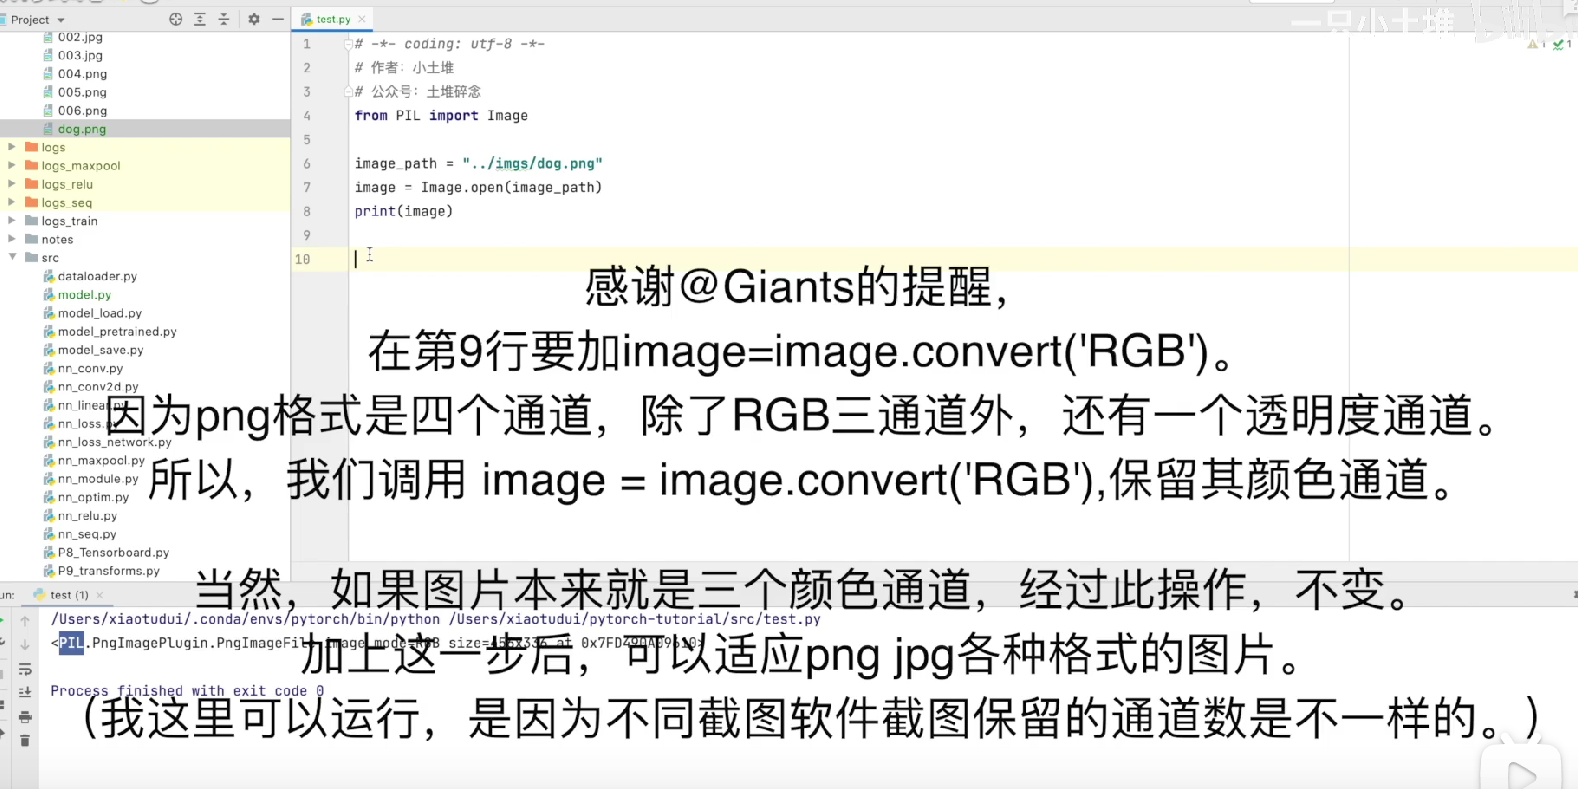 Project
test.py
一只小土堆
bilibili
002.jpg
003.jpg
004.png
005.png
006.png
dog.png
logs
logs_maxpool
logs_relu
logs_seq
logs_train
notes
src
dataloader.py
model.py
model_load.py
model_pretrained.py
model_save.py
nn_conv.py
nn_conv2d.py
nn_linear.py
nn_loss.py
nn_loss_network.py
nn_maxpool.py
nn_module.py
nn_optim.py
nn_relu.py
nn_seq.py
P8_Tensorboard.py
P9_transforms.py
1 # -*- coding: utf-8 -*-
2 # 作者：小土堆
3 # 公众号：土堆碎念
4 from PIL import Image
5
6 image_path = "../imgs/dog.png"
7 image = Image.open(image_path)
8 print(image)
9
10
1 1
感谢@Giants的提醒，
在第9行要加image=image.convert('RGB')。
因为png格式是四个通道，除了RGB三通道外，还有一个透明度通道。
所以，我们调用 image = image.convert('RGB'),保留其颜色通道。
当然，如果图片本来就是三个颜色通道，经过此操作，不变。
加上这一步后，可以适应png jpg各种格式的图片。
（我这里可以运行，是因为不同截图软件截图保留的通道数是不一样的。）
un: test (1)
/Users/xiaotudui/.conda/envs/pytorch/bin/python /Users/xiaotudui/pytorch-tutorial/src/test.py
<PIL.PngImagePlugin.PngImageFile image mode=RGB at
Process finished with exit code 0